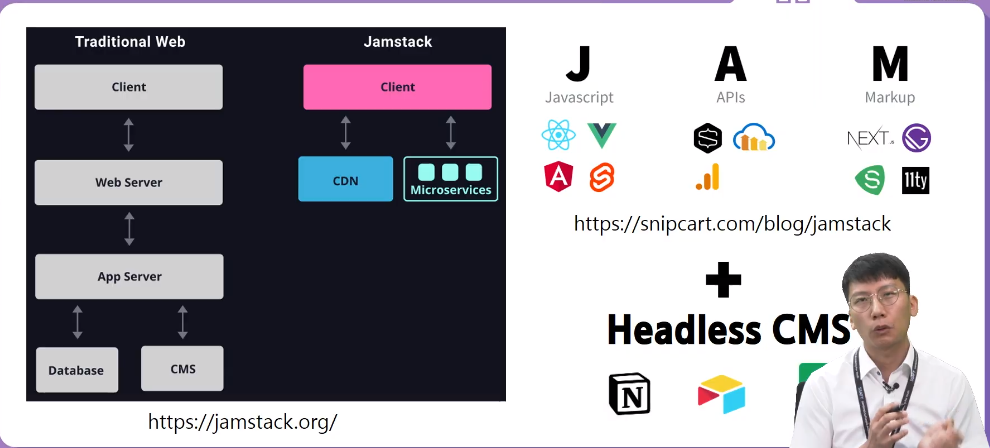 Traditional Web
Jamstack
Client
Client
Web Server
CDN
Microservices
App Server
Database
CMS
https://jamstack.org/
J
A
M
Javascript
APIs
Markup
NEXT.JS
11ty
https://snipcart.com/blog/jamstack
+
Headless CMS
N